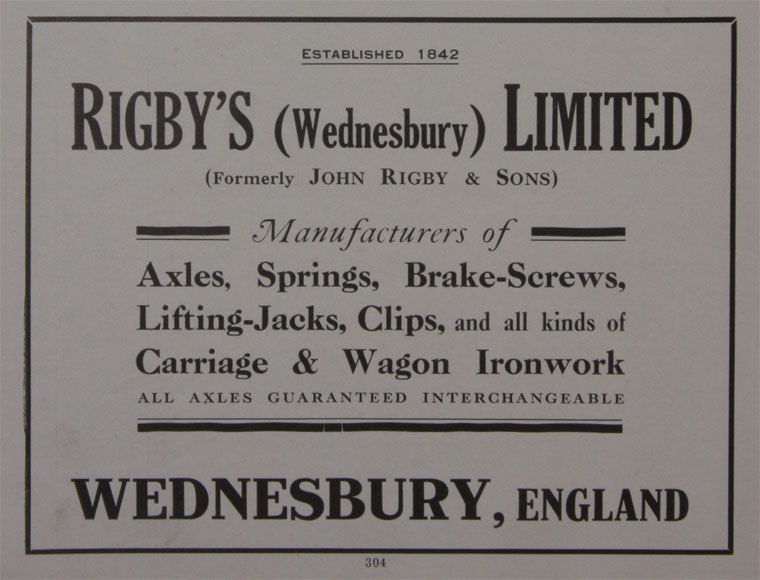 ESTABLISHED 1842
RIGBY'S (Wednesbury) LIMITED
(Formerly JOHN RIGBY & SONS)
Manufacturers of
Axles, Springs, Brake-Screws,
Lifting-Jacks, Clips, and all kinds of
Carriage & Wagon Ironwork
ALL AXLES GUARANTEED INTERCHANGEABLE
WEDNESBURY, ENGLAND
304